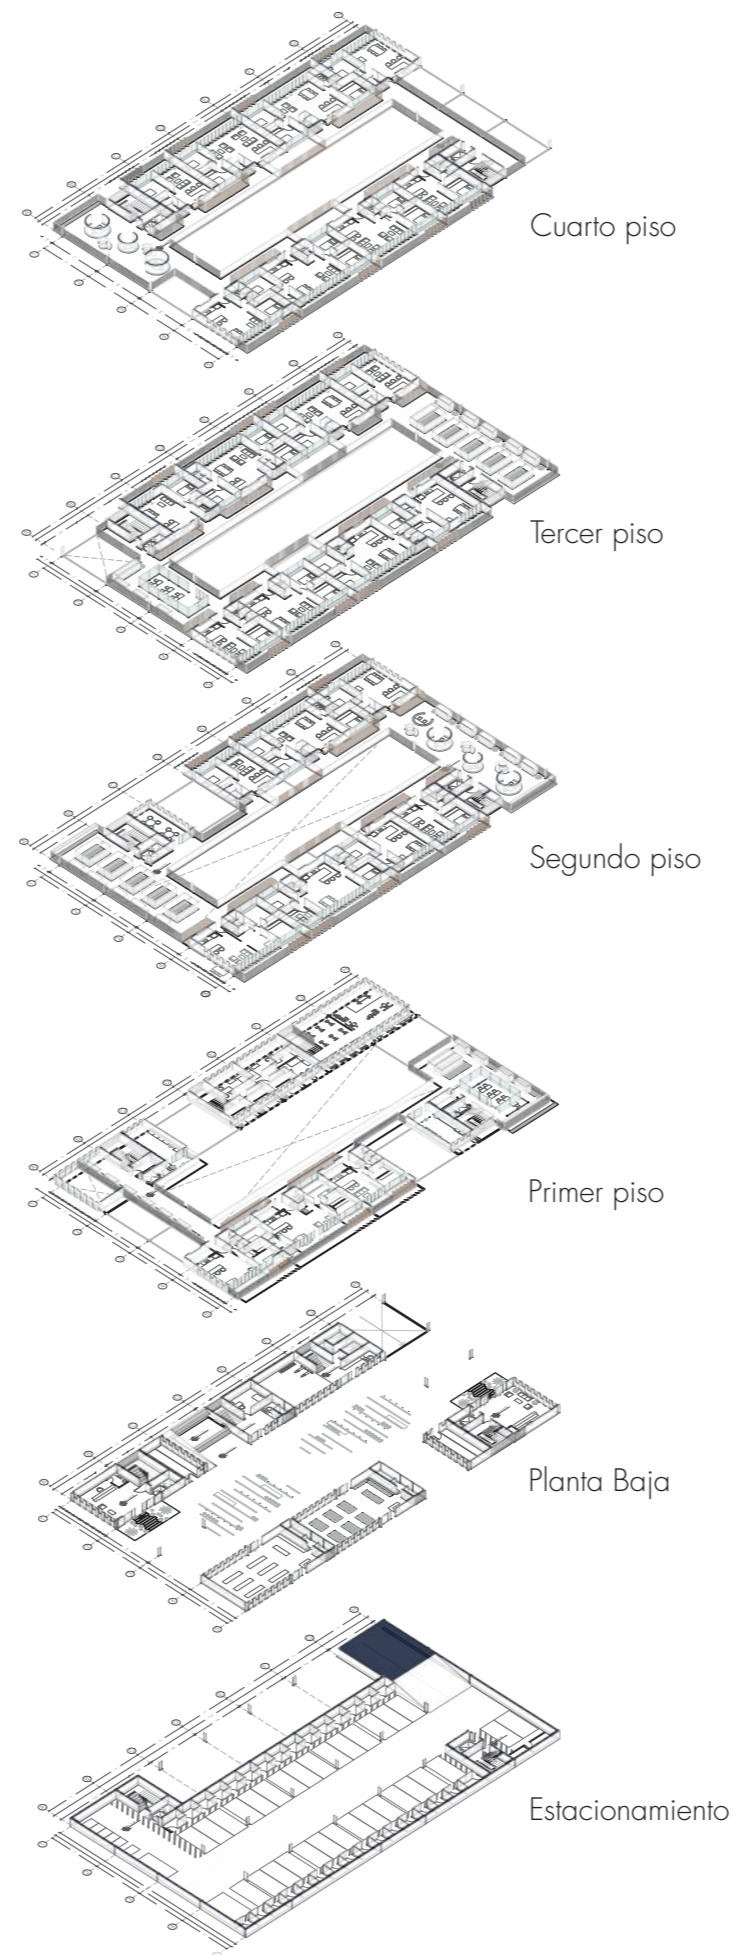 Cuarto piso
Tercer piso
Segundo piso
Primer piso
Planta Baja
Estacionamiento